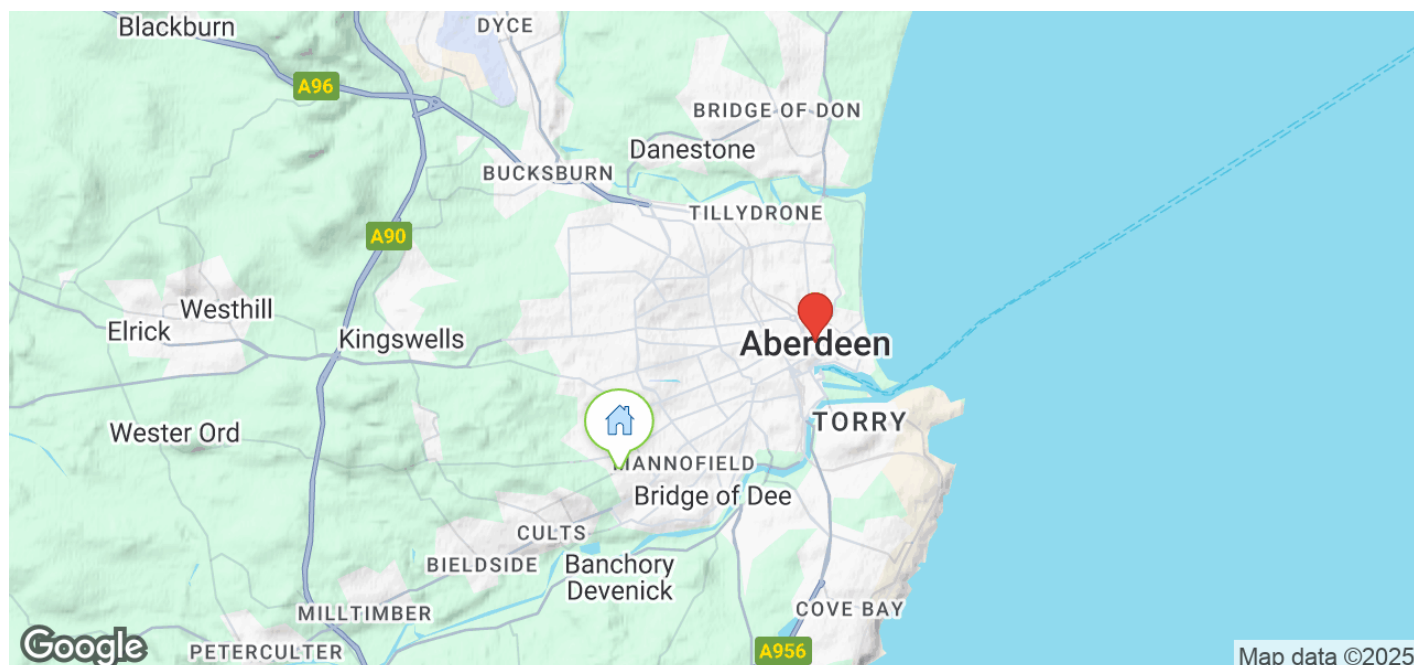 Blackburn
DYCE
A96
BRIDGE OF DON
Danestone
BUCKSBURN
TILLYDRONE
A90
Westhill
Elrick
Kingswells
Aberdeen
TORRY
Wester Ord
MANNOFIELD
Bridge of Dee
CULTS
BIELDSIDE
Banchory
Devenick
MILLTIMBER
COVE BAY
PETERCULTER
A956
Google
Map data ©2025